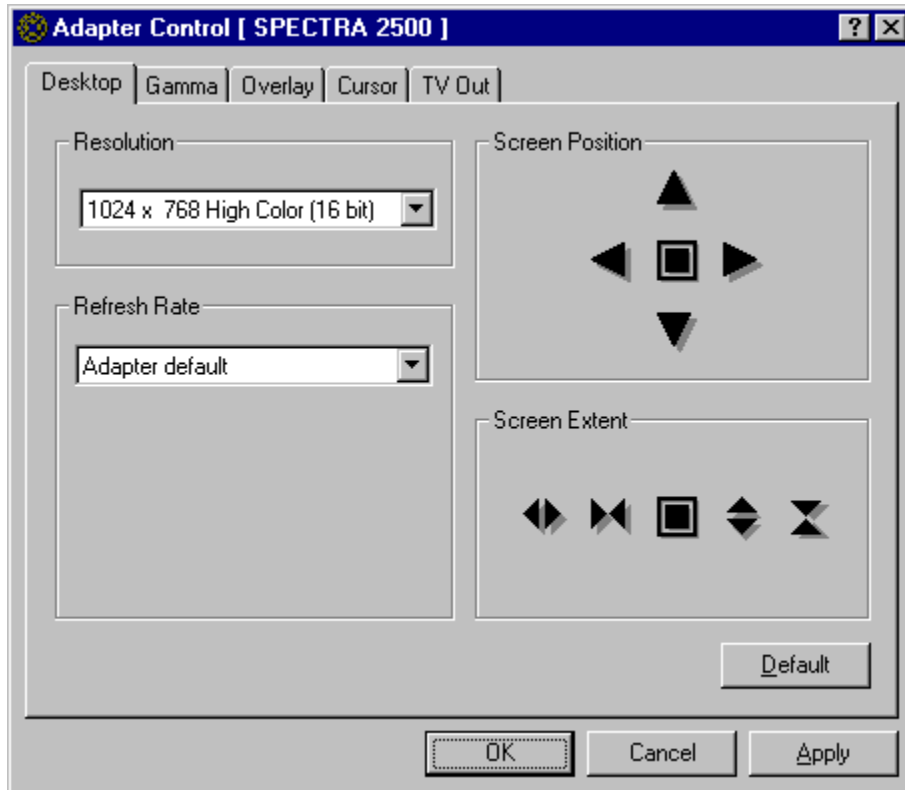 Adapter Control [ SPECTRA 2500 ]
Desktop Gamma Overlay Cursor TV Out
Resolution
1024 x  768 High Color (16 bit)
Refresh Rate
Adapter default
Screen Position
Screen Extent
Default
OK Cancel Apply